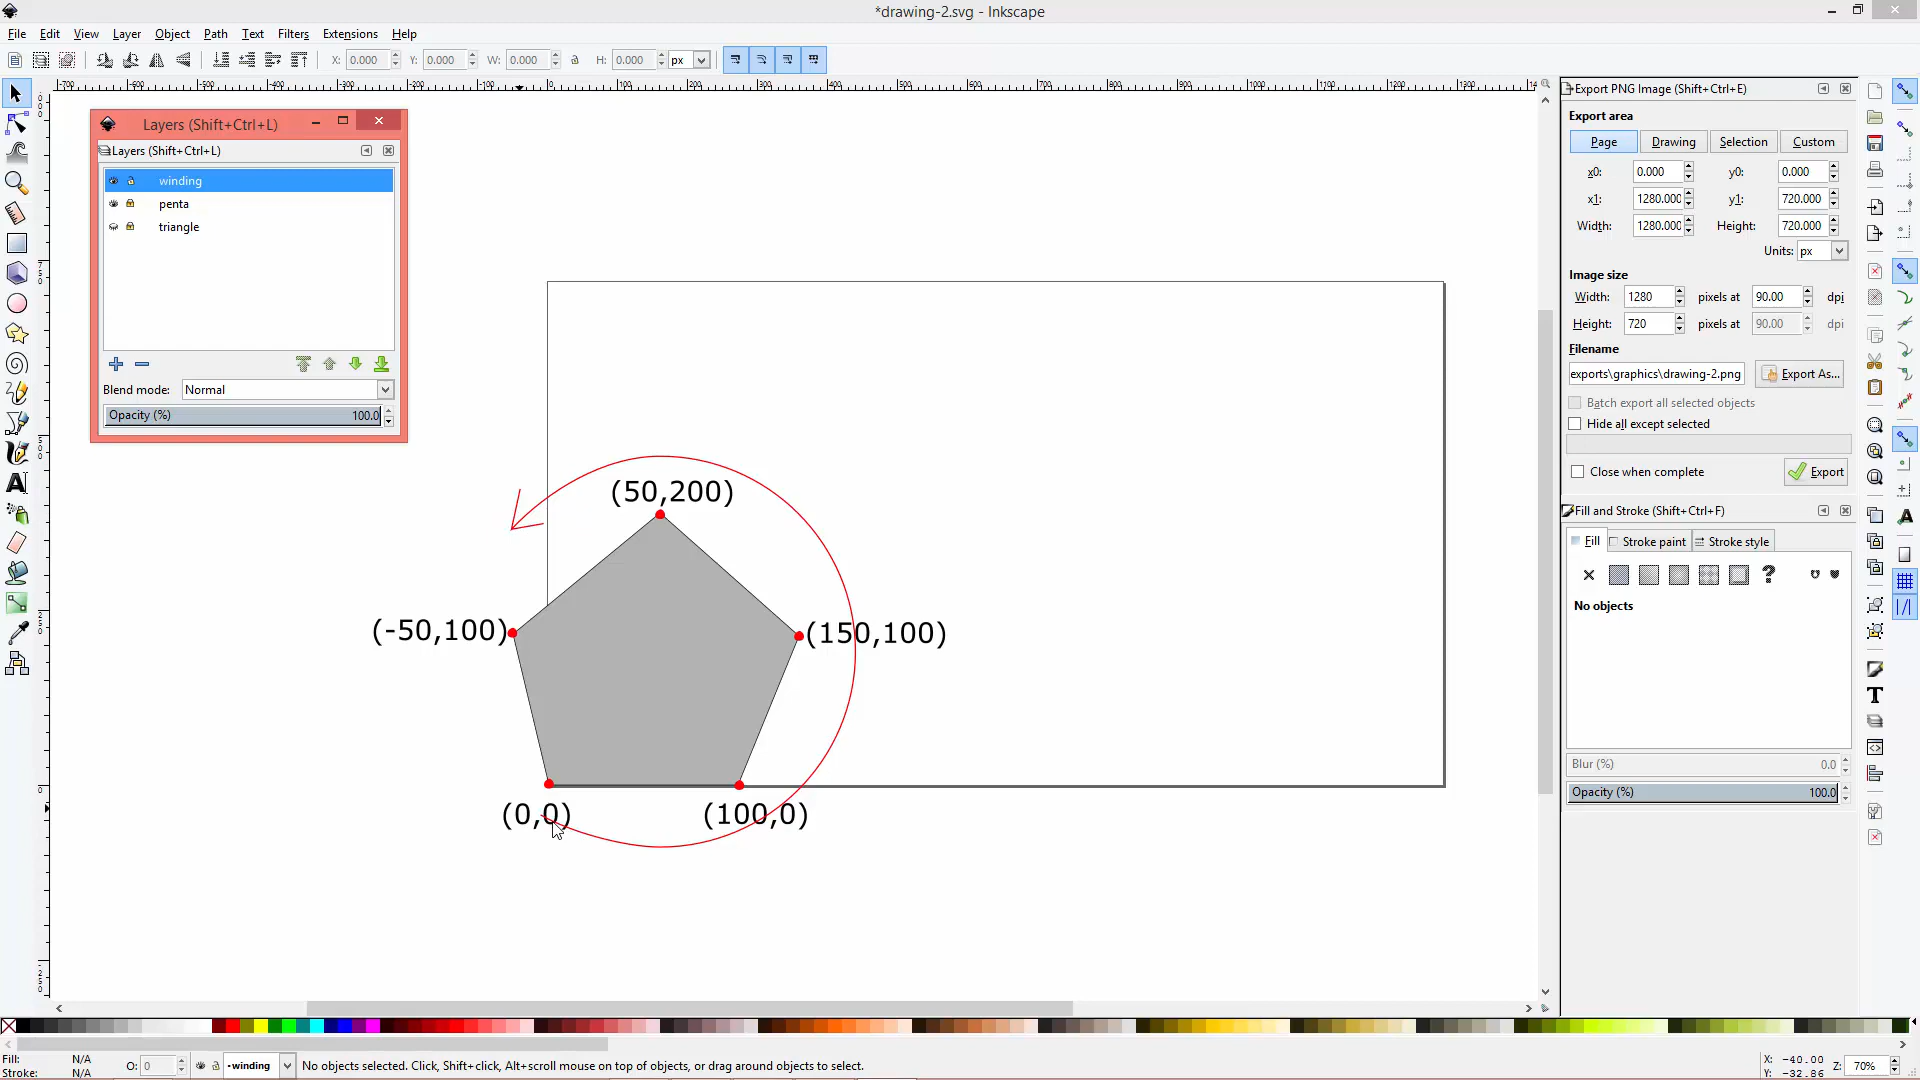 *drawing-2.svg - Inkscape
File Edit View Layer Object Path Text Filters Extensions Help
X: 0.000 Y: 0.000 W: 0.000 H: 0.000 px
Layers (Shift+Ctrl+L)
Layers (Shift+Ctrl+L)
winding
penta
triangle
Blend mode: Normal
Opacity (%) 100.0
(50,200)
(-50,100)
(150,100)
(0,0)
(100,0)
Export PNG Image (Shift+Ctrl+E)
Export area
Page Drawing Selection Custom
x0: 0.000 y0: 0.000
x1: 1280.000 y1: 720.000
Width: 1280.000 Height: 720.000
Units: px
Image size
Width: 1280 pixels at 90.00 dpi
Height: 720 pixels at 90.00 dpi
Filename
exports\graphics\drawing-2.png Export As...
Batch export all selected objects
Hide all except selected
Close when complete Export
Fill and Stroke (Shift+Ctrl+F)
Fill Stroke paint Stroke style
No objects
Blur (%) 0.0
Opacity (%) 100.0
Fill: N/A
Stroke: N/A
O: 0
winding
No objects selected. Click, Shift+click, Alt+scroll mouse on top of objects, or drag around objects to select.
X: -40.00
Y: -32.86
Z: 70%